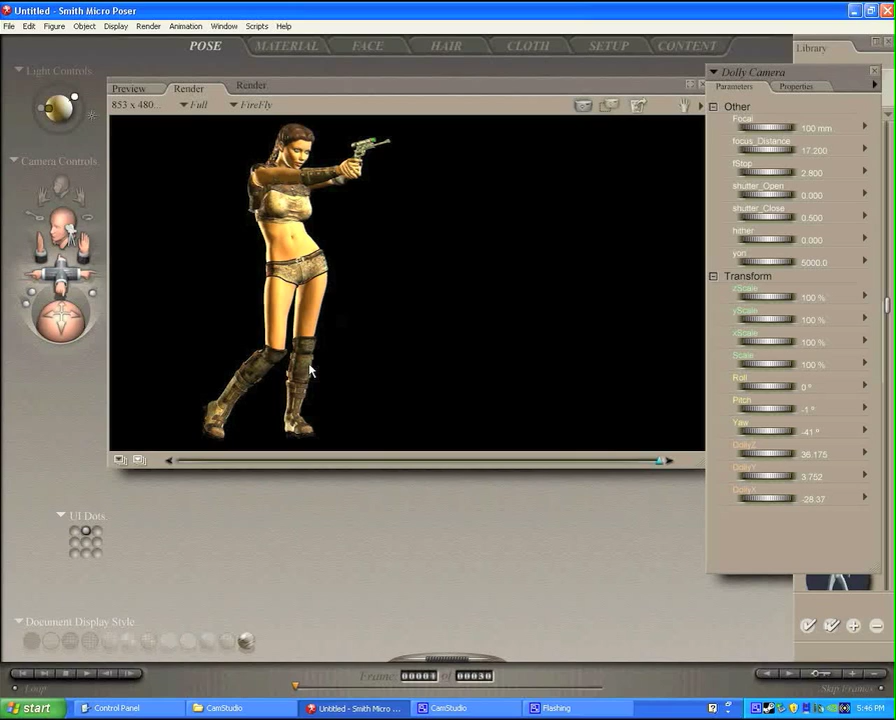 Untitled - Smith Micro Poser
File Edit Figure Object Display Render Animation Window Scripts Help
POSE MATERIAL FACE HAIR CLOTH SETUP CONTENT
Library
Light Controls
Camera Controls
Preview Render Render
853 x 480... Full FireFly
Dolly Camera
Parameters Properties
Other
Focal 100 mm
focus_Distance 17.200
fStop 2.800
shutter_Open 0.000
shutter_Close 0.500
hither 0.000
yon 5000.0
Transform
zScale 100 %
yScale 100 %
xScale 100 %
Scale 100 %
Roll 0 º
Pitch -1 º
Yaw -41 º
DollyZ 36.175
DollyY 3.752
DollyX -28.37
UI Dots
Document Display Style
Frame: 00001 of 00030
Loop
Skip Frames
start Control Panel CamStudio Untitled - Smith Micro ... CamStudio Flashing 5:46 PM